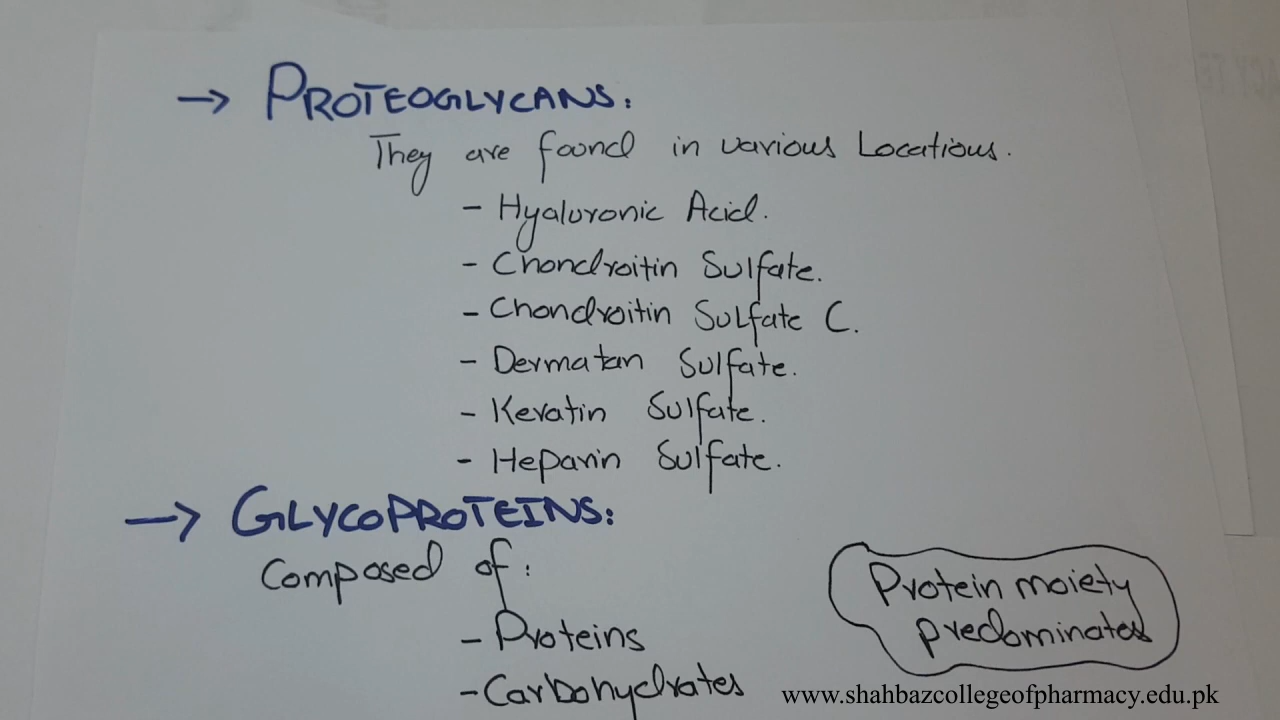 → PROTEOGLYCANS:
They are found in various Locations.
- Hyaluronic Acid.
- Chondroitin Sulfate.
- Chondroitin Sulfate C.
- Dermatan Sulfate.
- Keratin Sulfate.
- Heparin Sulfate.
→ GLYCOPROTEINS:
Composed of:
- Proteins
- Carbohydrates
Protein moiety
predominates
www.shahbazcollegeofpharmacy.edu.pk